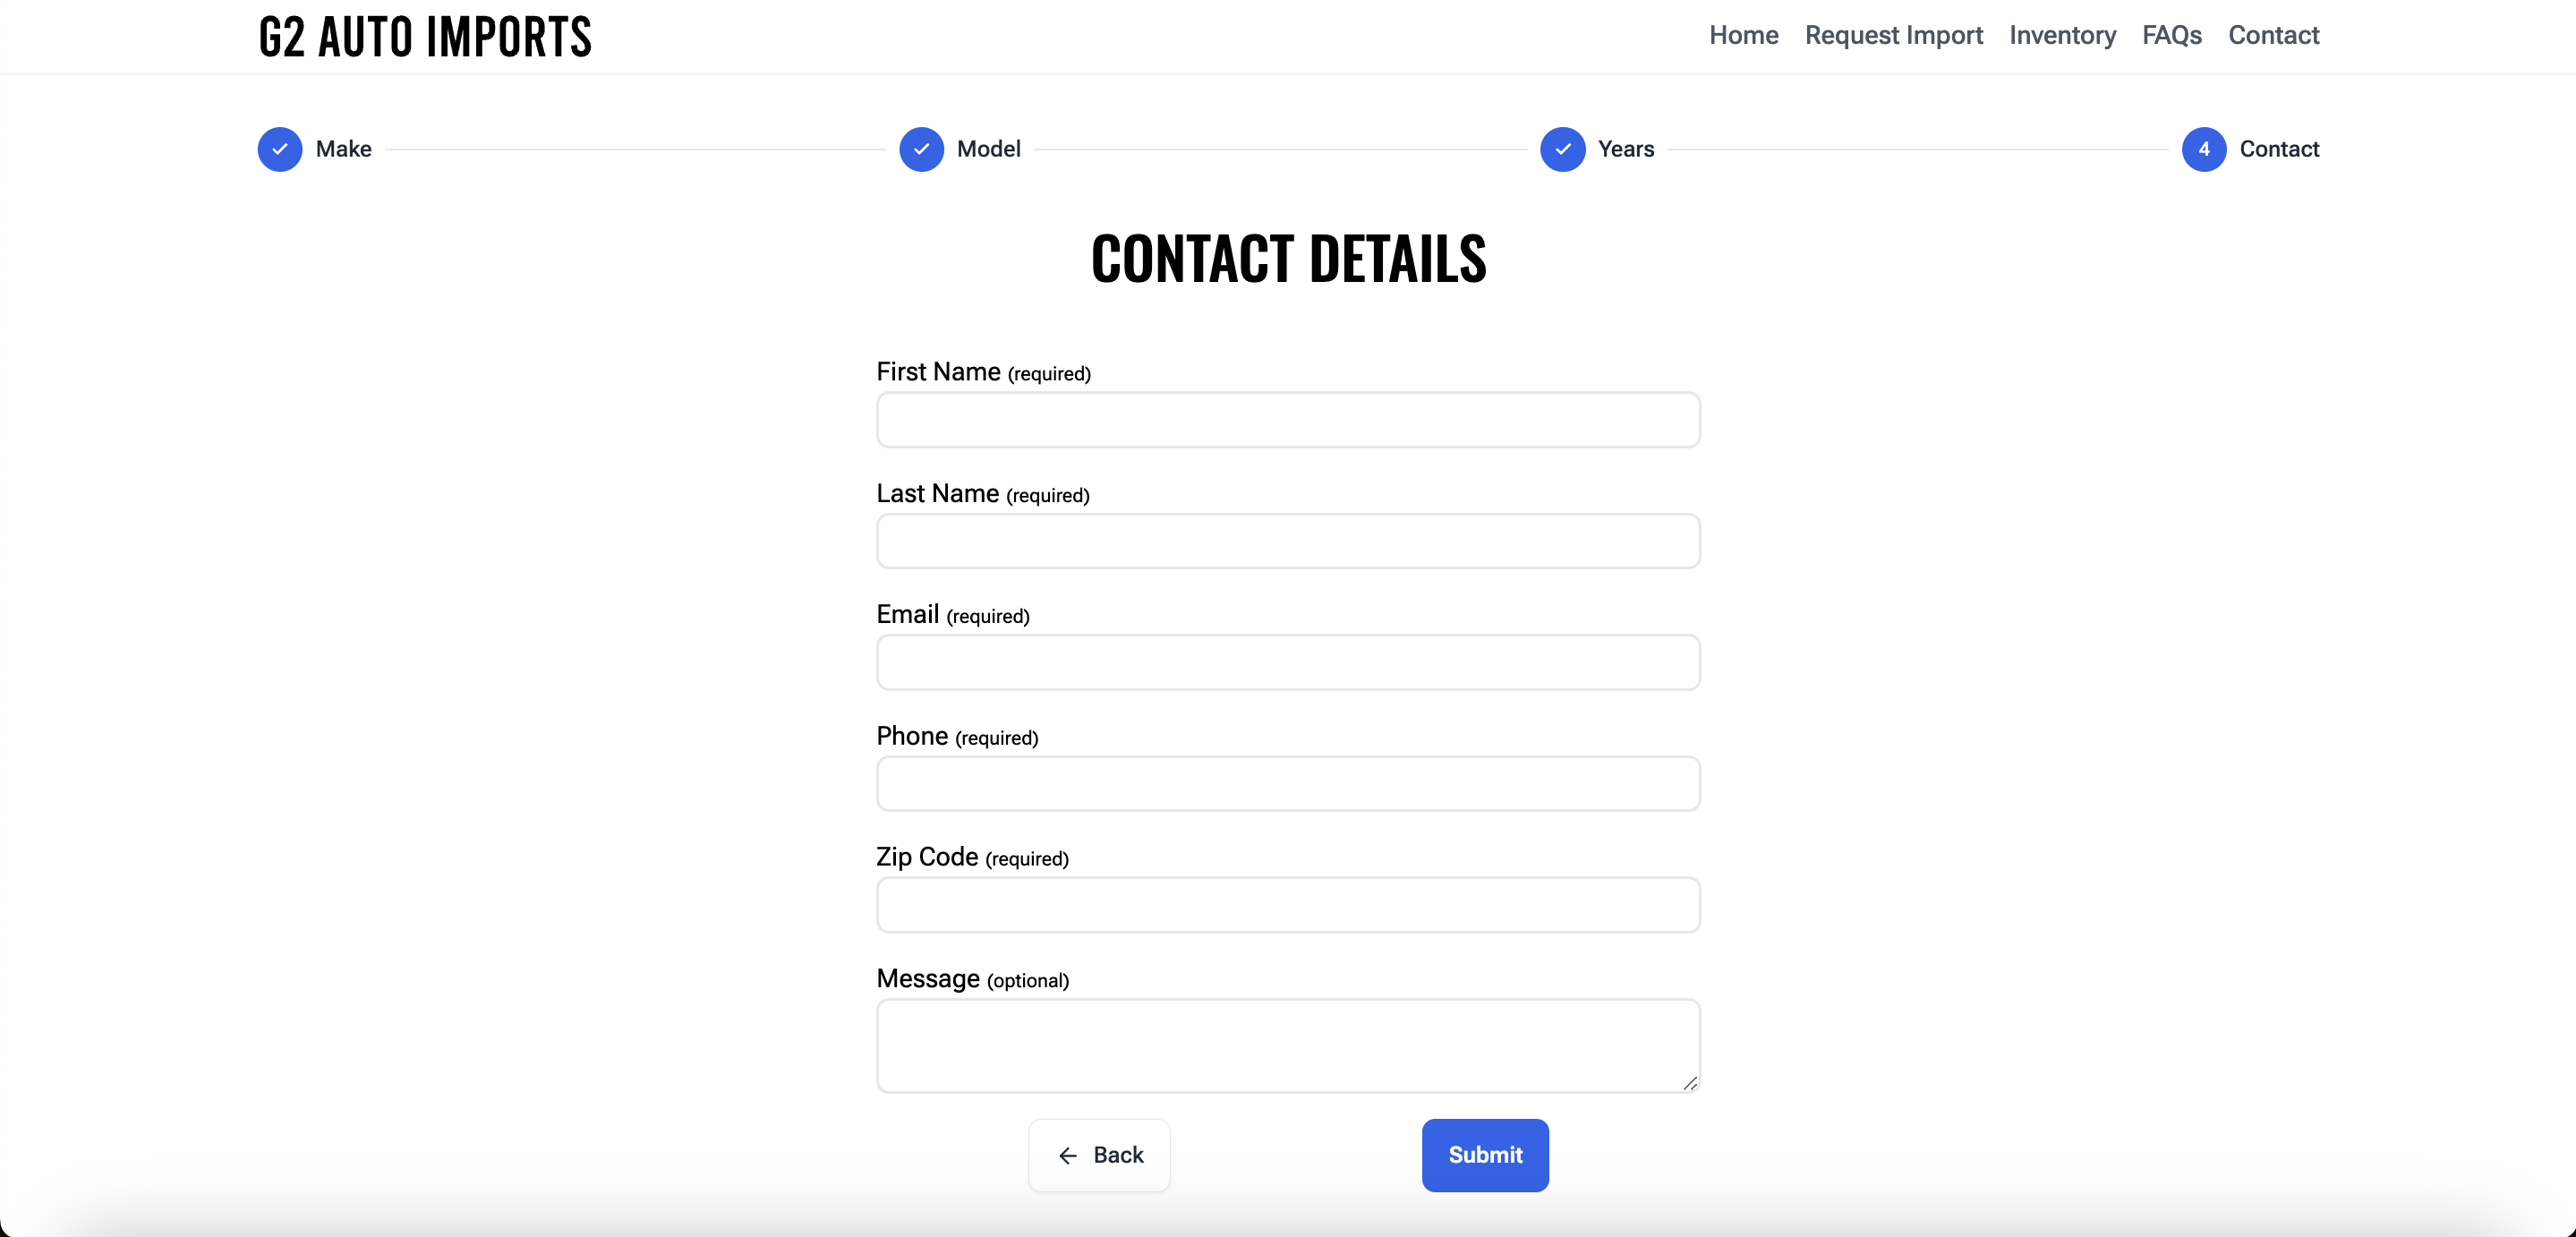 G2 AUTO IMPORTS
Home Request Import Inventory FAQs Contact
Make Model Years 4 Contact
CONTACT DETAILS
First Name (required)
Last Name (required)
Email (required)
Phone (required)
Zip Code (required)
Message (optional)
Back Submit